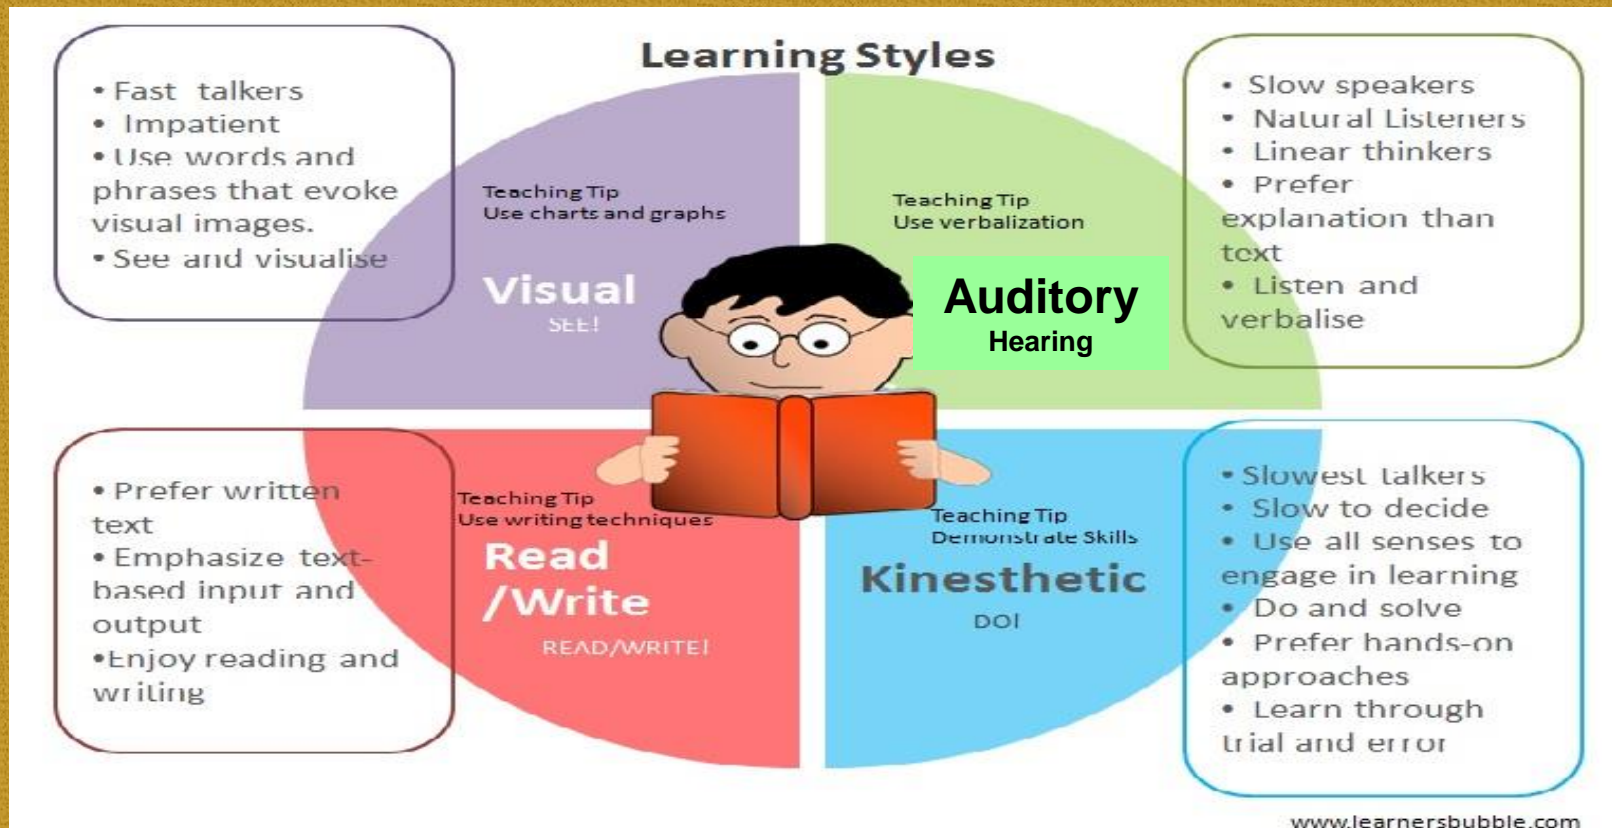 Learning Styles
• Fast talkers
• Impatient
• Use words and
phrases that evoke
visual images.
• See and visualise
Teaching Tip
Use charts and graphs
Visual
SEE!
Teaching Tip
Use verbalization
Auditory
Hearing
• Slow speakers
• Natural Listeners
• Linear thinkers
• Prefer
explanation than
text
• Listen and
verbalise
• Prefer written
text
• Emphasize text-
based input and
output
•Enjoy reading and
writing
Teaching Tip
Use writing techniques
Read
/Write
READ/WRITE!
Teaching Tip
Demonstrate Skills
Kinesthetic
DO!
• Slowest talkers
• Slow to decide
• Use all senses to
engage in learning
• Do and solve
• Prefer hands-on
approaches
• Learn through
trial and error
www.learnersbubble.com